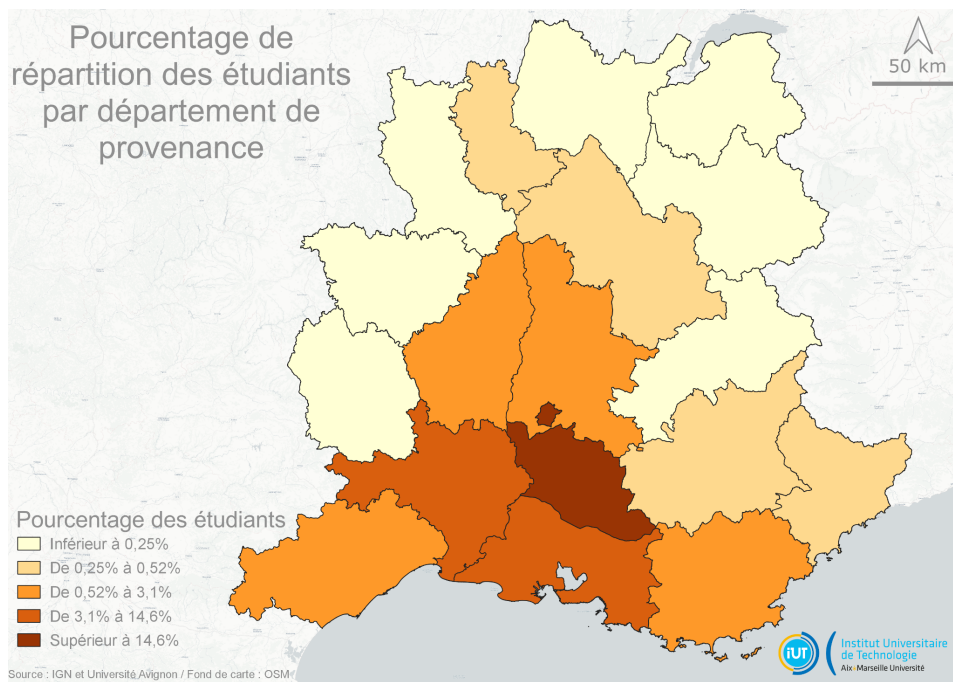 Pourcentage de
répartition des étudiants
par département de
provenance
50 km
Pourcentage des étudiants
Inférieur à 0,25%
De 0,25% à 0,52%
De 0,52% à 3,1%
De 3,1% à 14,6%
Supérieur à 14,6%
Source : IGN et Université Avignon / Fond de carte : OSM
iUT
Institut Universitaire
de Technologie
Aix*Marseille Université